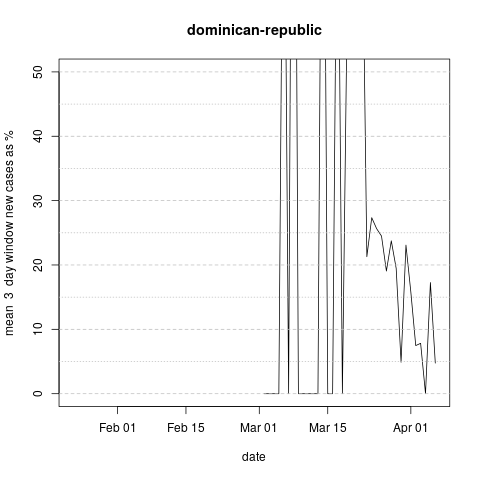 dominican-republic
mean 3 day window new cases as %
50
40
30
20
10
0
Feb 01 Feb 15 Mar 01 Mar 15 Apr 01
date